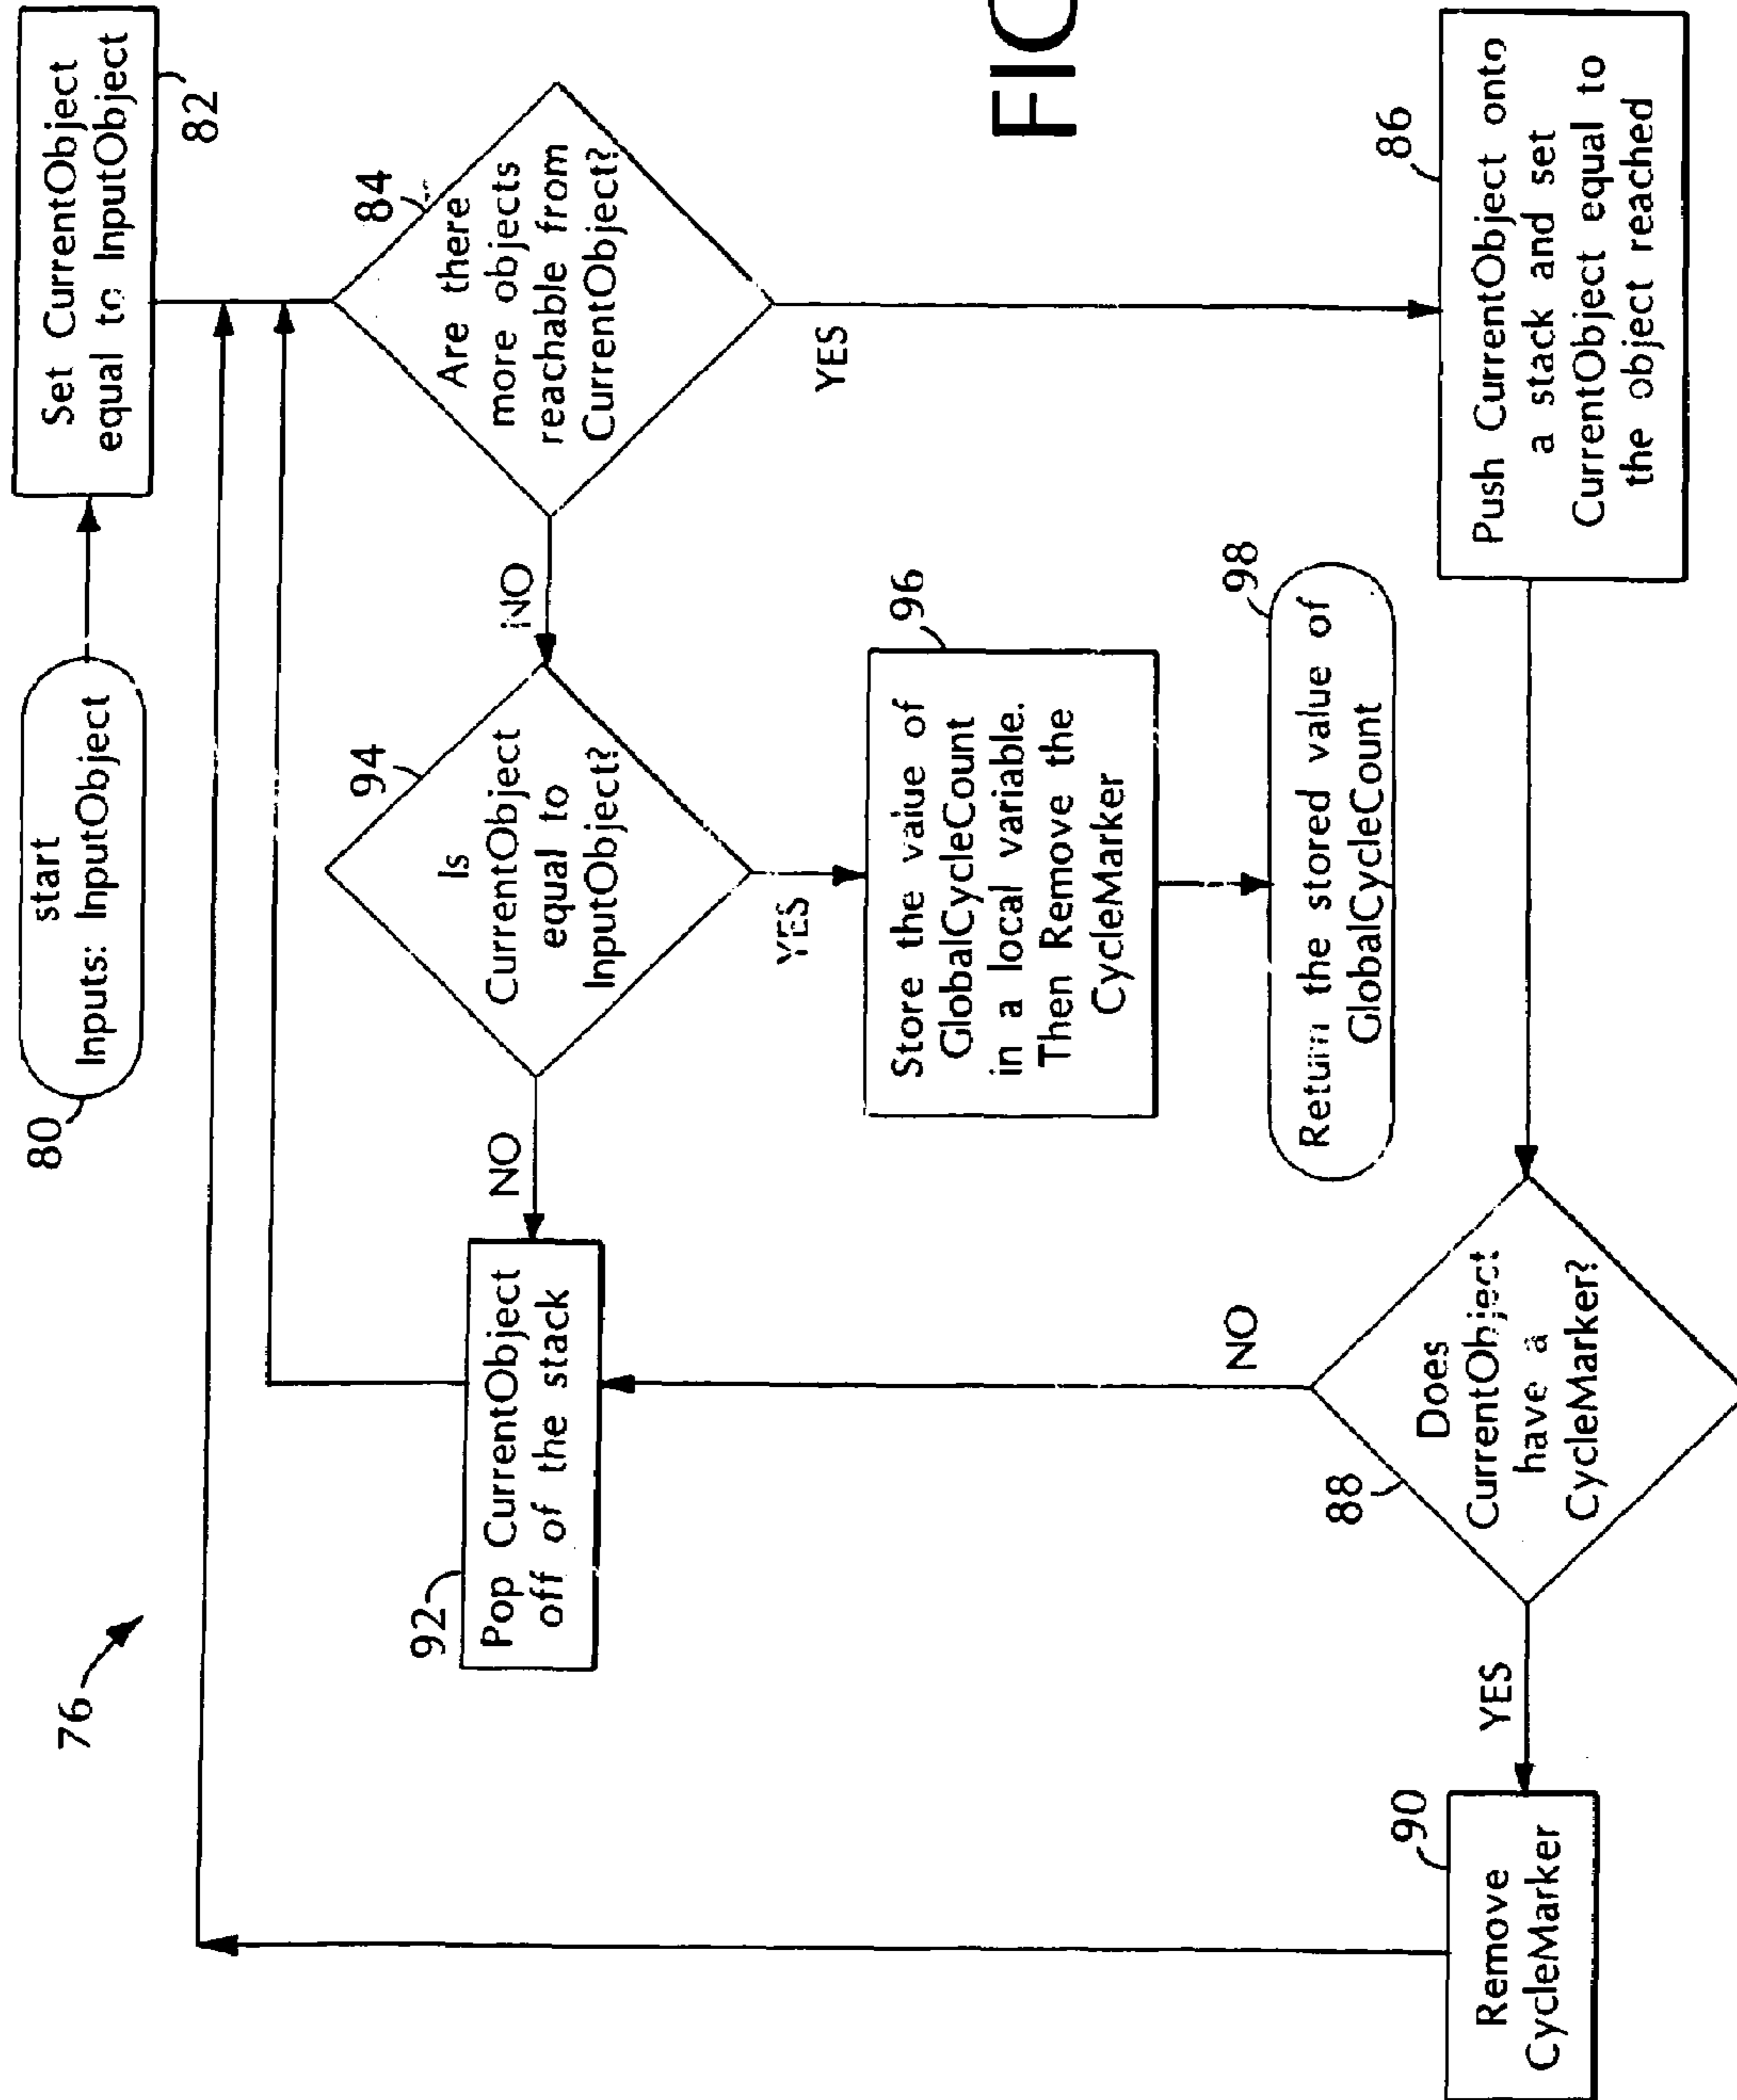 76
80
start
Inputs: InputObject
Set CurrentObject
equal to InputObject
82
84
Are there
more objects
reachable from
CurrentObject?
NO
YES
94
Is
CurrentObject
equal to
InputObject?
NO
YES
92
Pop CurrentObject
off of the stack
96
Store the value of
GlobalCycleCount
in a local variable.
Then Remove the
CycleMarker
98
Return the stored value of
GlobalCycleCount
86
Push CurrentObject onto
a stack and set
CurrentObject equal to
the object reached
88
Does
CurrentObject
have a
CycleMarker?
NO
YES
90
Remove
CycleMarker